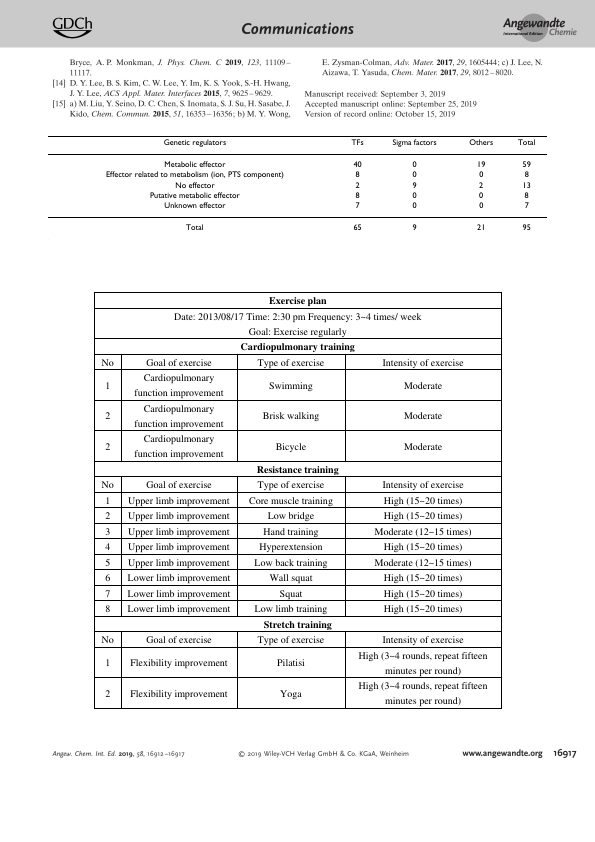 GDCh
Communications
Angewandte
International Edition Chemie
Bryce, A. P. Monkman, J. Phys. Chem. C 2019, 123, 11109–
11117.
[14] D. Y. Lee, B. S. Kim, C. W. Lee, Y. Im, K. S. Yook, S.-H. Hwang,
J. Y. Lee, ACS Appl. Mater. Interfaces 2015, 7, 9625–9629.
[15] a) M. Liu, Y. Seino, D. C. Chen, S. Inomata, S. J. Su, H. Sasabe, J.
Kido, Chem. Commun. 2015, 51, 16353–16356; b) M. Y. Wong,
E. Zysman-Colman, Adv. Mater. 2017, 29, 1605444; c) J. Lee, N.
Aizawa, T. Yasuda, Chem. Mater. 2017, 29, 8012–8020.
Manuscript received: September 3, 2019
Accepted manuscript online: September 25, 2019
Version of record online: October 15, 2019
Genetic regulators TFs Sigma factors Others Total
Metabolic effector 40 0 19 59
Effector related to metabolism (ion, PTS component) 8 0 0 8
No effector 2 9 2 13
Putative metabolic effector 8 0 0 8
Unknown effector 7 0 0 7
Total 65 9 21 95
Exercise plan
Date: 2013/08/17 Time: 2:30 pm Frequency: 3~4 times/ week
Goal: Exercise regularly
Cardiopulmonary training
No Goal of exercise Type of exercise Intensity of exercise
1 Cardiopulmonary function improvement Swimming Moderate
2 Cardiopulmonary function improvement Brisk walking Moderate
2 Cardiopulmonary function improvement Bicycle Moderate
Resistance training
No Goal of exercise Type of exercise Intensity of exercise
1 Upper limb improvement Core muscle training High (15~20 times)
2 Upper limb improvement Low bridge High (15~20 times)
3 Upper limb improvement Hand training Moderate (12~15 times)
4 Upper limb improvement Hyperextension High (15~20 times)
5 Upper limb improvement Low back training Moderate (12~15 times)
6 Lower limb improvement Wall squat High (15~20 times)
7 Lower limb improvement Squat High (15~20 times)
8 Lower limb improvement Low limb training High (15~20 times)
Stretch training
No Goal of exercise Type of exercise Intensity of exercise
1 Flexibility improvement Pilatisi High (3~4 rounds, repeat fifteen minutes per round)
2 Flexibility improvement Yoga High (3~4 rounds, repeat fifteen minutes per round)
Angew. Chem. Int. Ed. 2019, 58, 16912–16917 © 2019 Wiley-VCH Verlag GmbH & Co. KGaA, Weinheim www.angewandte.org 16917